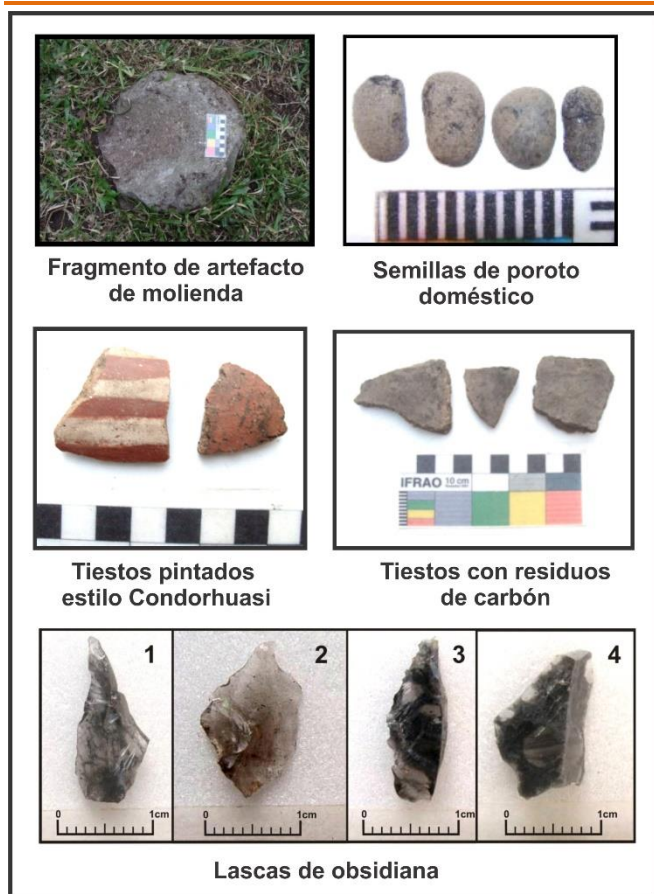 Fragmento de artefacto
de molienda
Semillas de poroto
doméstico
IFRAO 10 cm
Tiestos pintados
estilo Condorhuasi
Tiestos con residuos
de carbón
1
2
3
4
0 1cm
0 1cm
0 1cm
0 1cm
Lascas de obsidiana